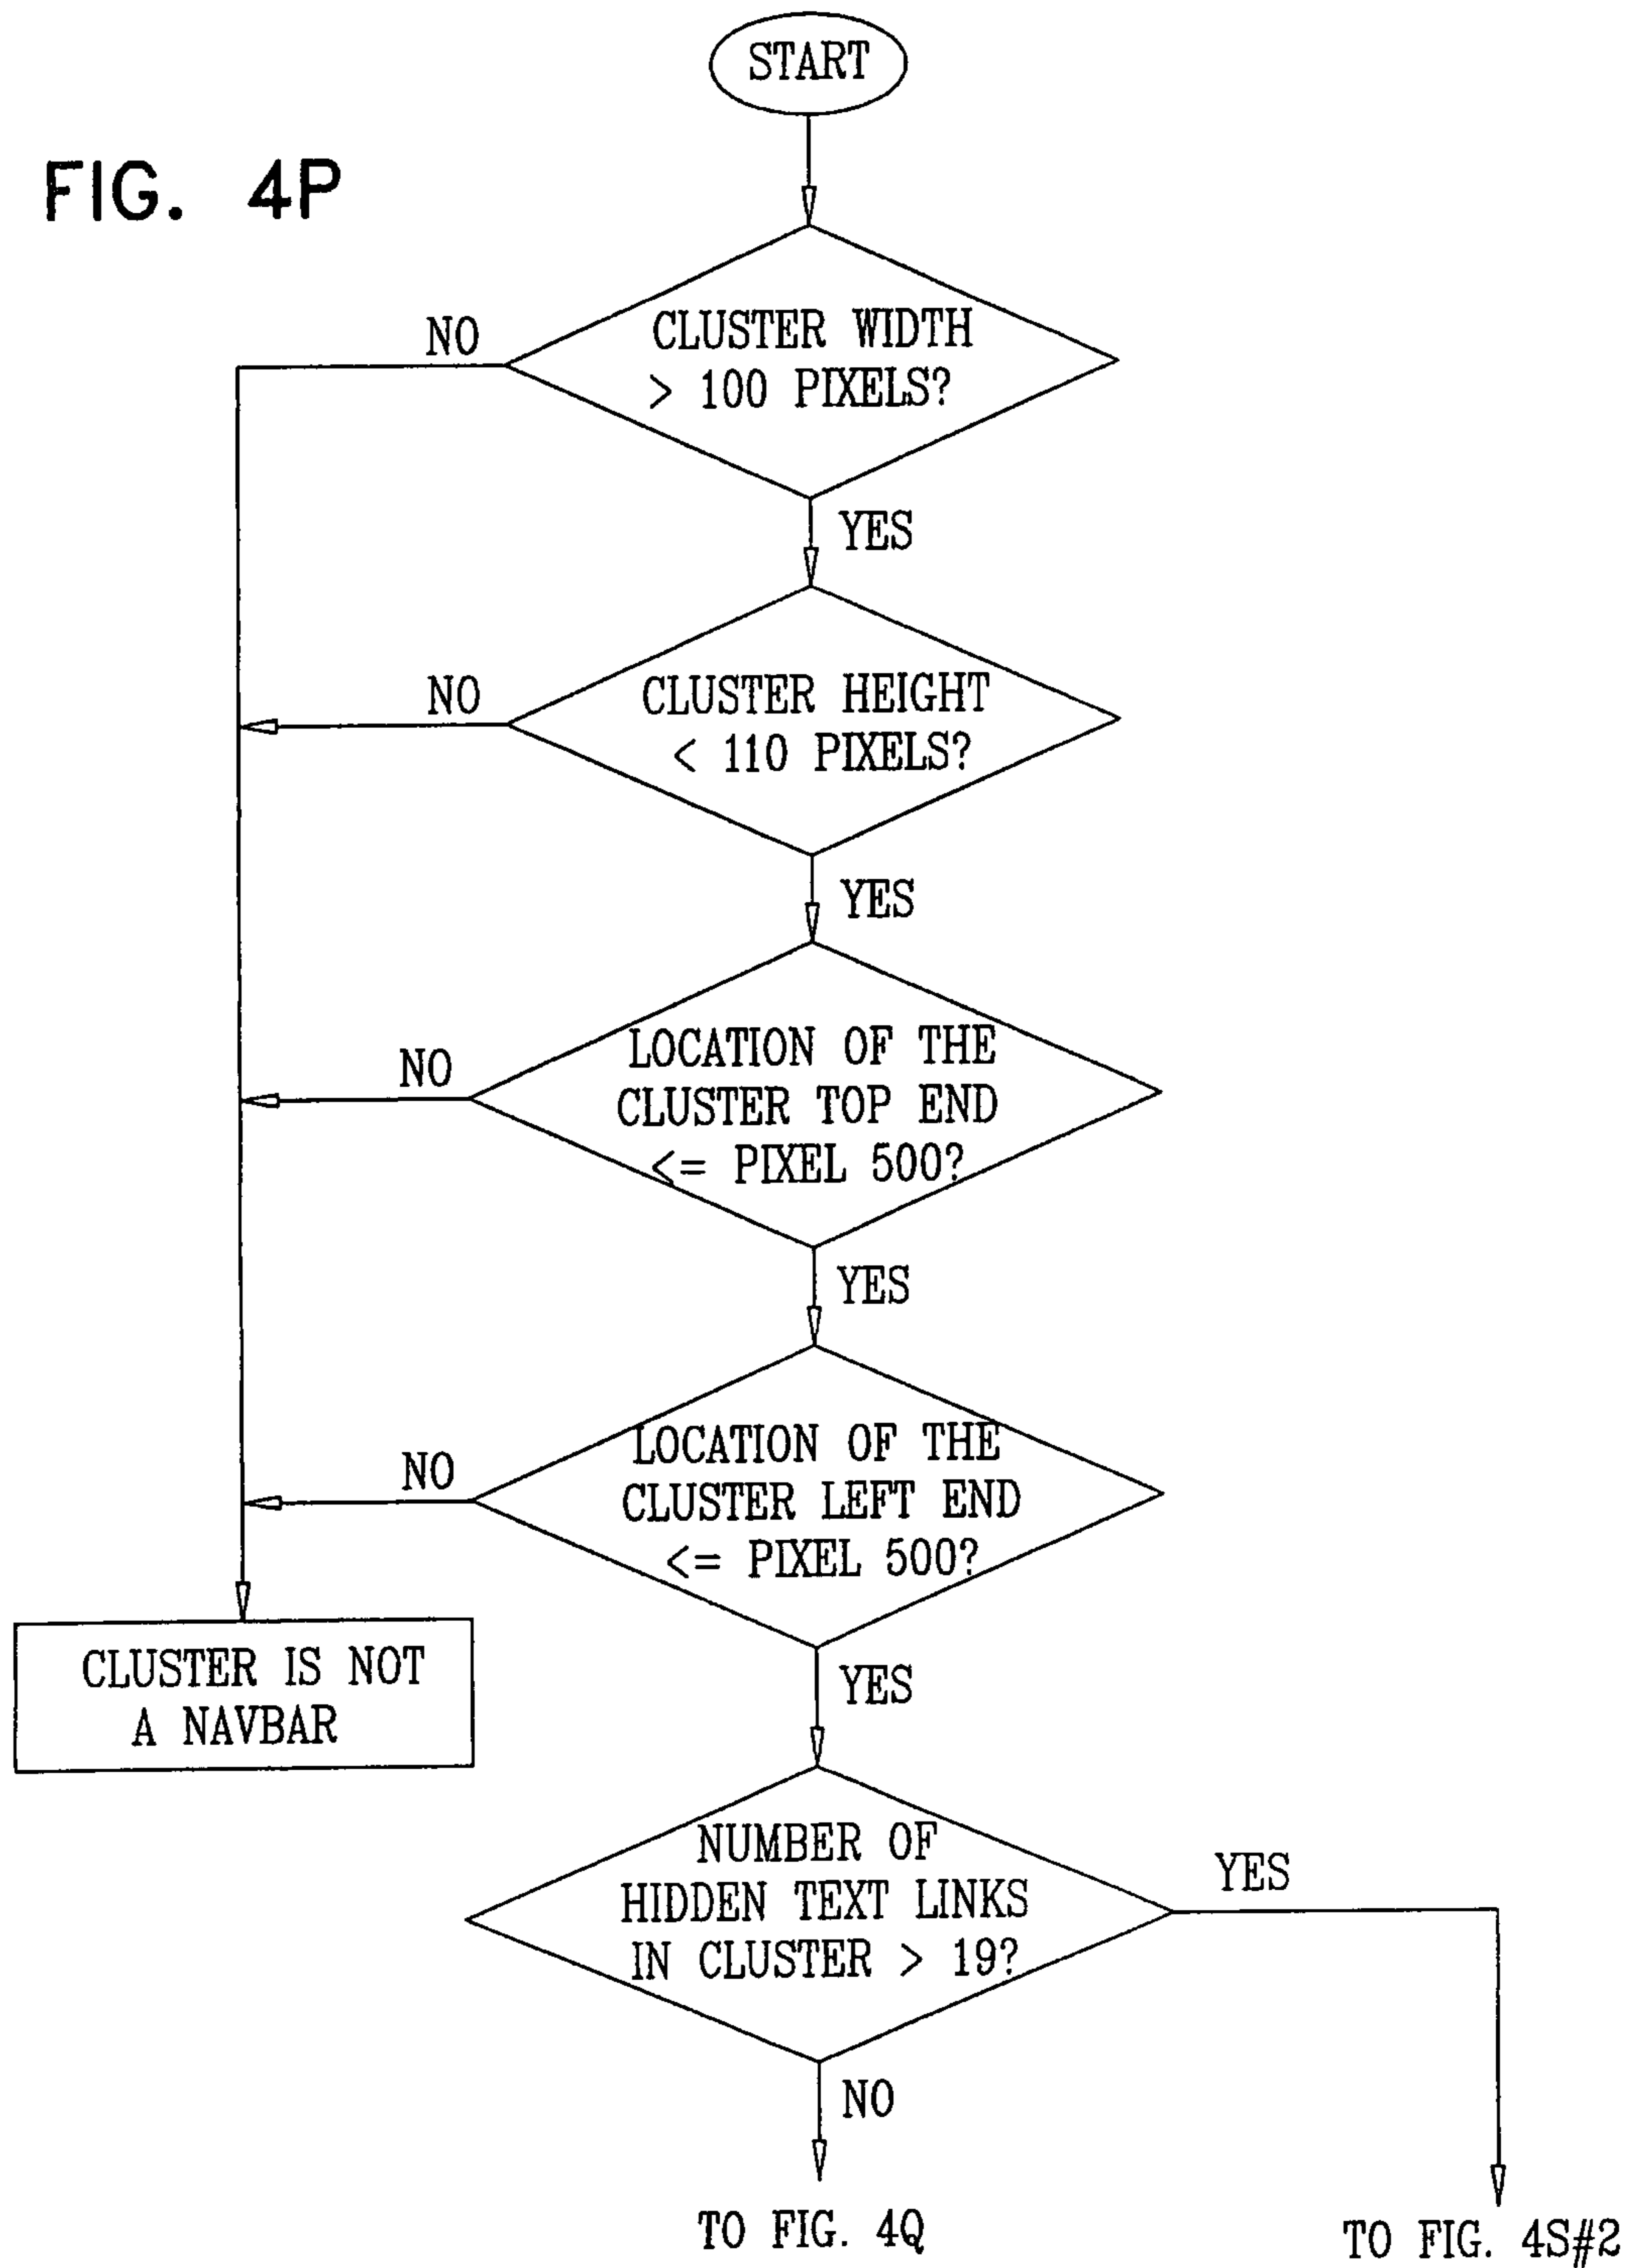 START
FIG. 4P
NO
CLUSTER WIDTH
> 100 PIXELS?
YES
NO
CLUSTER HEIGHT
< 110 PIXELS?
YES
NO
LOCATION OF THE
CLUSTER TOP END
<= PIXEL 500?
YES
NO
LOCATION OF THE
CLUSTER LEFT END
<= PIXEL 500?
CLUSTER IS NOT
A NAVBAR
YES
NUMBER OF
HIDDEN TEXT LINKS
IN CLUSTER > 19?
YES
NO
TO FIG. 4Q
TO FIG. 4S#2